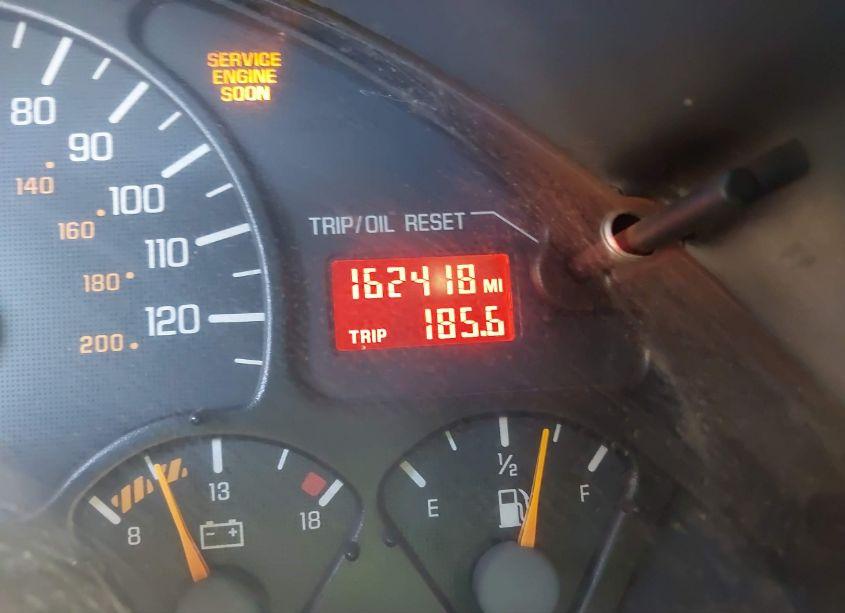 SERVICE
ENGINE
SOON
80
90
140
100
160
110
180
120
200
TRIP/OIL RESET
162418 MI
TRIP 185.6
8
13
18
- +
E
1/2
F